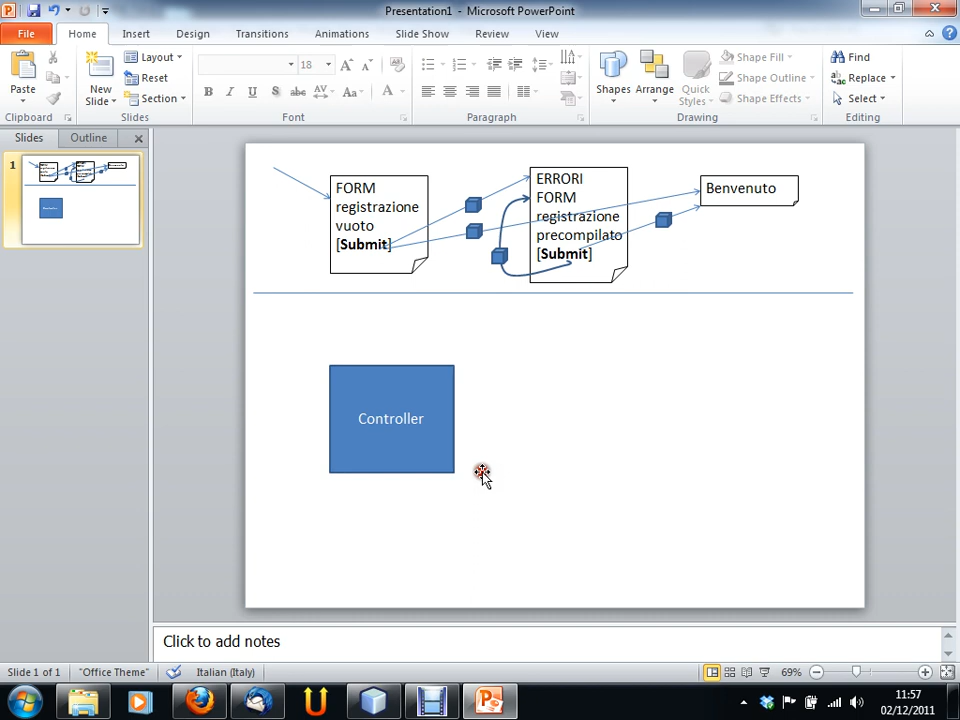 Presentation1 - Microsoft PowerPoint
File Home Insert Design Transitions Animations Slide Show Review View
Paste
New
Slide
Layout
Reset
Section
18
B I U S abc AV Aa A
Shapes
Arrange
Quick
Styles
Shape Fill
Shape Outline
Shape Effects
Find
Replace
Select
Clipboard Slides Font Paragraph Drawing Editing
Slides Outline
1
FORM
registrazione
vuoto
[Submit]
ERRORI
FORM
registrazione
precompilato
[Submit]
Benvenuto
Controller
Click to add notes
Slide 1 of 1 "Office Theme" Italian (Italy) 69%
11:57
02/12/2011